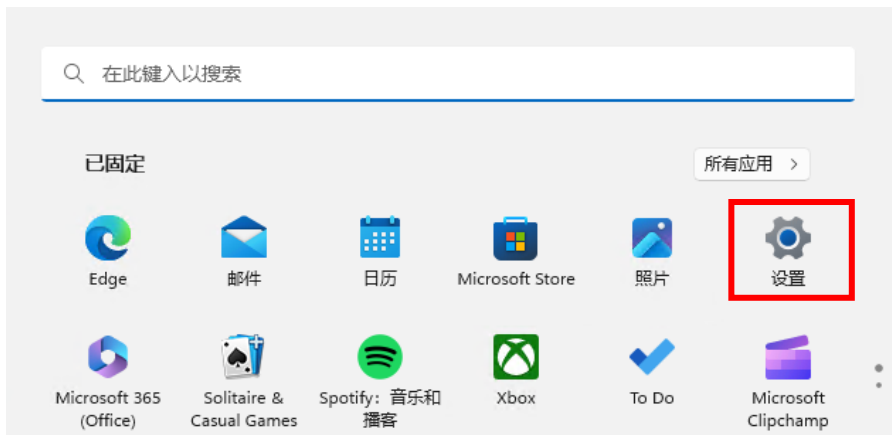 在此键入以搜索
已固定
所有应用 >
Edge
邮件
日历
Microsoft Store
照片
设置
Microsoft 365
(Office)
Solitaire &
Casual Games
Spotify：音乐和
播客
Xbox
To Do
Microsoft
Clipchamp